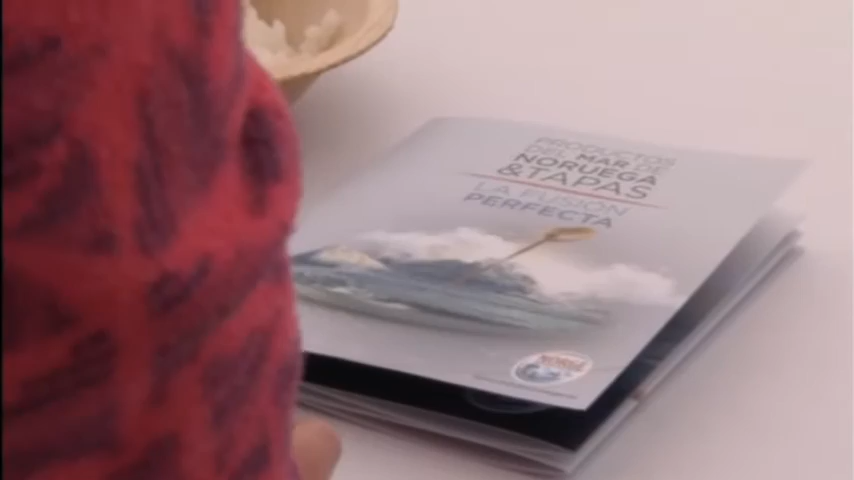 PRODUCTOS
DEL MAR DE
NORUEGA
&TAPAS
LA FUSIÓN
PERFECTA